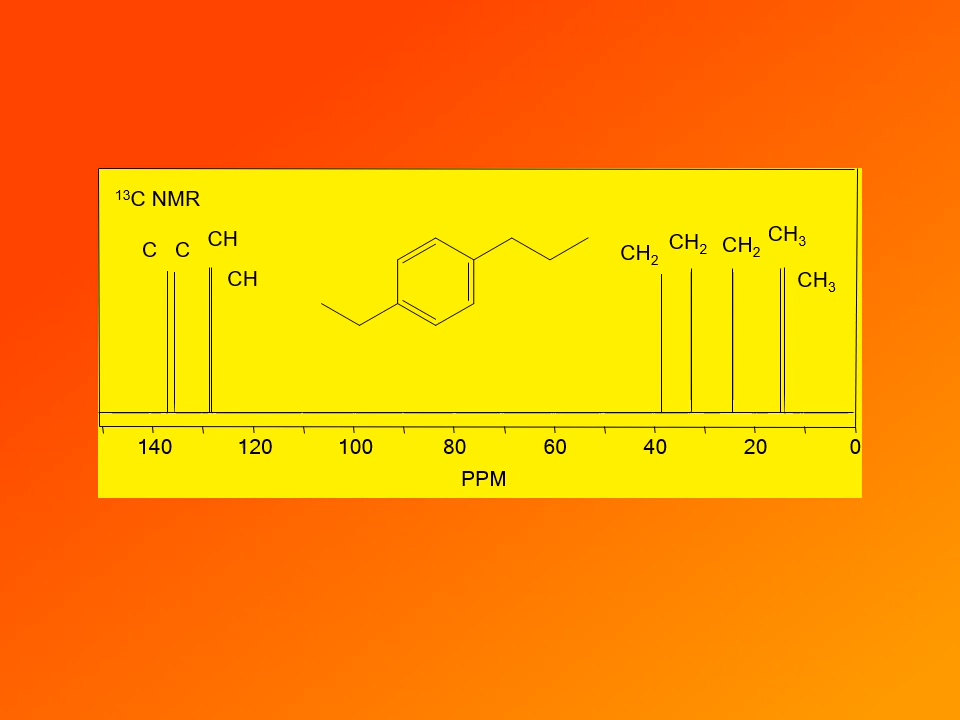 ¹³C NMR
C C CH
CH
CH₂ CH₂ CH₂ CH₃
CH₃
140 120 100 80 60 40 20 0
PPM